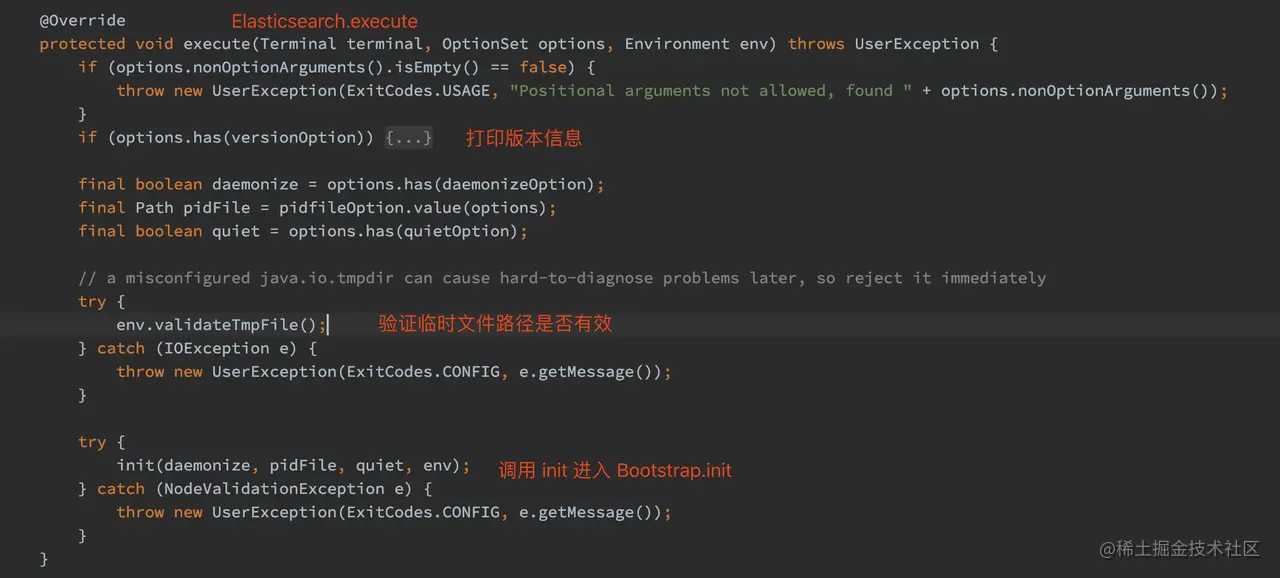 @Override Elasticsearch.execute
protected void execute(Terminal terminal, OptionSet options, Environment env) throws UserException {
if (options.nonOptionArguments().isEmpty() == false) {
throw new UserException(ExitCodes.USAGE, "Positional arguments not allowed, found " + options.nonOptionArguments());
}
if (options.has(versionOption)) {...} 打印版本信息
final boolean daemonize = options.has(daemonizeOption);
final Path pidFile = pidfileOption.value(options);
final boolean quiet = options.has(quietOption);
// a misconfigured java.io.tmpdir can cause hard-to-diagnose problems later, so reject it immediately
try {
env.validateTmpFile(); 验证临时文件路径是否有效
} catch (IOException e) {
throw new UserException(ExitCodes.CONFIG, e.getMessage());
}
try {
init(daemonize, pidFile, quiet, env); 调用 init 进入 Bootstrap.init
} catch (NodeValidationException e) {
throw new UserException(ExitCodes.CONFIG, e.getMessage());
}
}
@稀土掘金技术社区